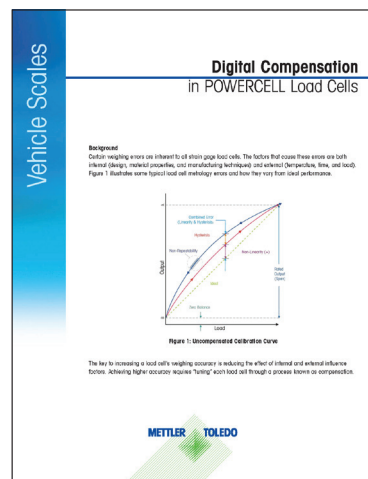 Vehicle Scales
Digital Compensation
in POWERCELL Load Cells
Background
Certain weighing errors are inherent to all strain gage load cells. The factors that cause these errors are both
internal (design, material properties, and manufacturing techniques) and external (temperature, time, and load).
Figure 1 illustrates some typical load cell metrology errors and how they vary from ideal performance.
Combined Error
(Linearity & Hysteresis)
Hysteresis
Non-Repeatability
Non-Linearity
Ideal
Rated
Output
Zero Balance
Output
Load
Figure 1: Uncompensated Calibration Curve
The key to increasing a load cell's weighing accuracy is reducing the effect of internal and external influence
factors. Achieving higher accuracy requires "tuning" each load cell through a process known as compensation.
METTLER TOLEDO